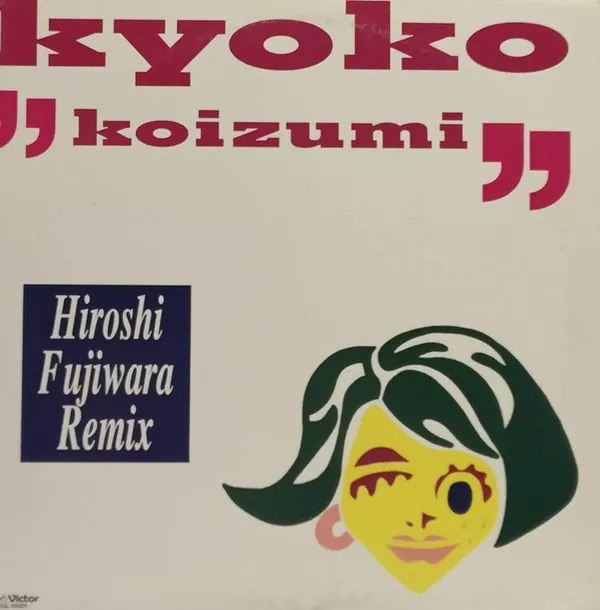 kyoko
"koizumi"
Hiroshi
Fujiwara
Remix
Victor